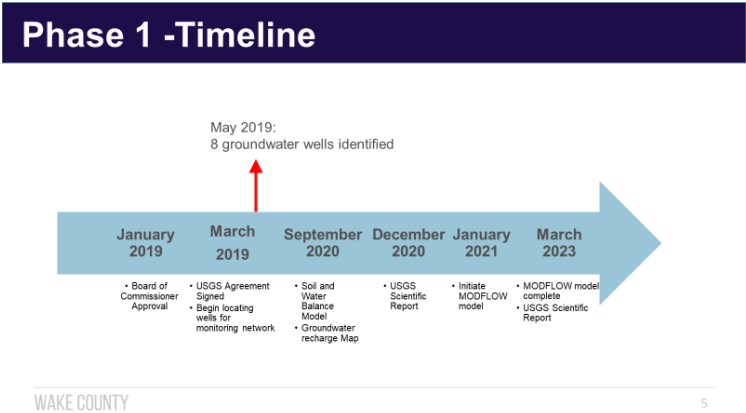 Phase 1 -Timeline
May 2019:
8 groundwater wells identified
January
2019
March
2019
September
2020
December
2020
January
2021
March
2023
• Board of
Commissioner
Approval
• USGS Agreement
Signed
• Begin locating
wells for
monitoring network
• Soil and
Water
Balance
Model
• Groundwater
recharge Map
• USGS
Scientific
Report
• Initiate
MODFLOW
model
• MODFLOW model
complete
• USGS Scientific
Report
WAKE COUNTY
5